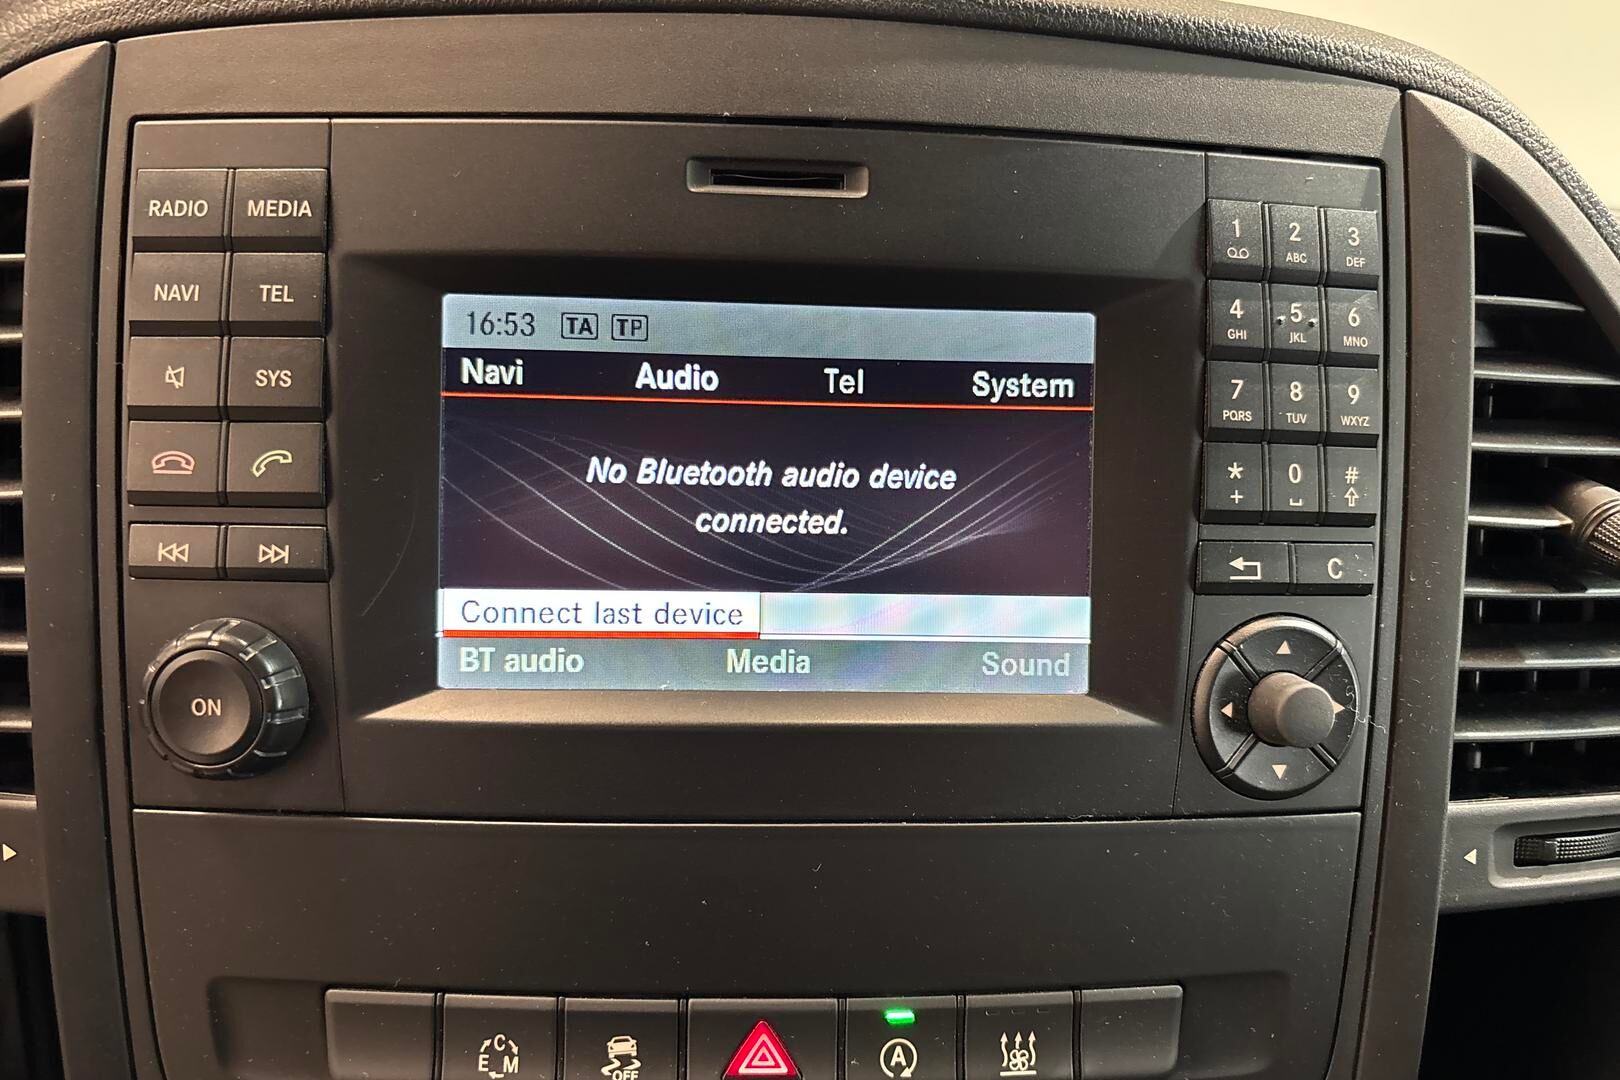 RADIO MEDIA
NAVI TEL
SYS
ON
16:53 TA TP
Navi Audio Tel System
No Bluetooth audio device
connected.
Connect last device
BT audio Media Sound
1 2 3
ABC DEF
4 5 6
GHI JKL MNO
7 8 9
PQRS TUV WXYZ
* 0 #
+
C
C
E M
OFF
A